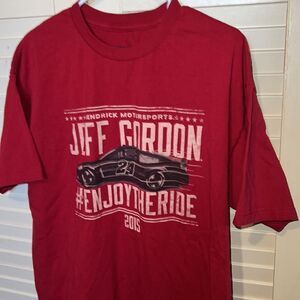 HENDRICK MOTORSPORTS
JEFF GORDON
24
#ENJOYTHERIDE
2015